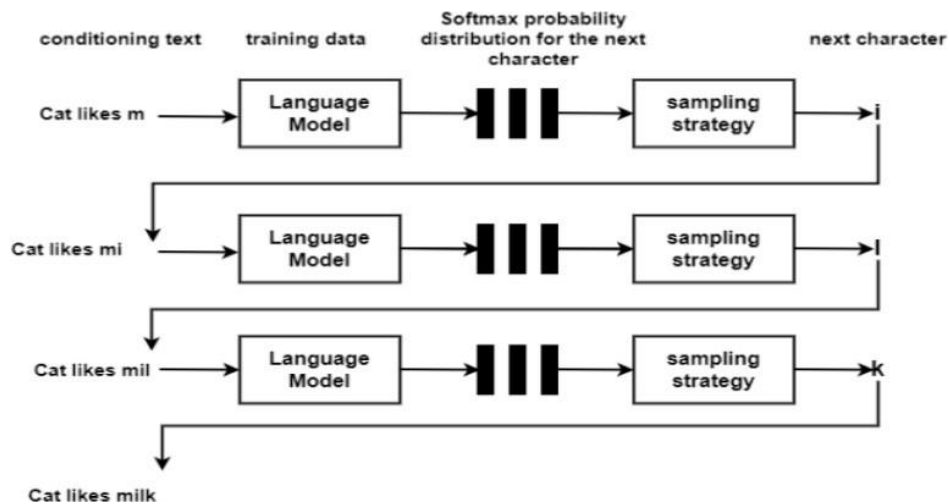 conditioning text
training data
Softmax probability
distribution for the next
character
next character
Cat likes m
Language
Model
sampling
strategy
i
Cat likes mi
Language
Model
sampling
strategy
l
Cat likes mil
Language
Model
sampling
strategy
k
Cat likes milk